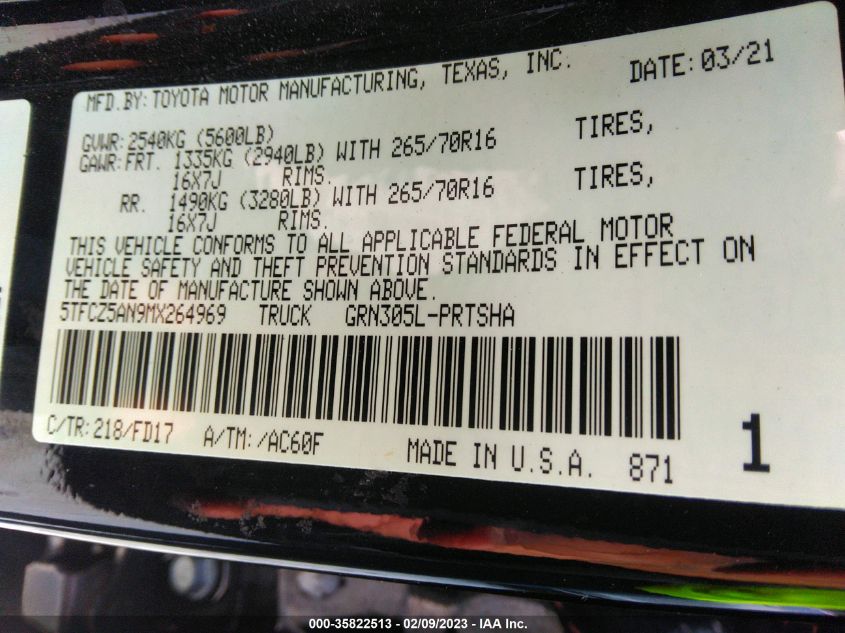 MFD.BY: TOYOTA MOTOR MANUFACTURING, TEXAS, INC. DATE: 03/21
GVWR: 2540KG (5600LB)
GAWR: FRT. 1335KG (2940LB) WITH 265/70R16 TIRES,
16X7J RIMS.
RR. 1490KG (3280LB) WITH 265/70R16 TIRES,
16X7J RIMS.
THIS VEHICLE CONFORMS TO ALL APPLICABLE FEDERAL MOTOR
VEHICLE SAFETY AND THEFT PREVENTION STANDARDS IN EFFECT ON
THE DATE OF MANUFACTURE SHOWN ABOVE.
5TFCZ5AN9MX264969 TRUCK GRN305L-PRTSHA
C/TR: 218/FD17 A/TM: /AC60F MADE IN U.S.A. 871 1
000-35822513 - 02/09/2023 - IAA Inc.